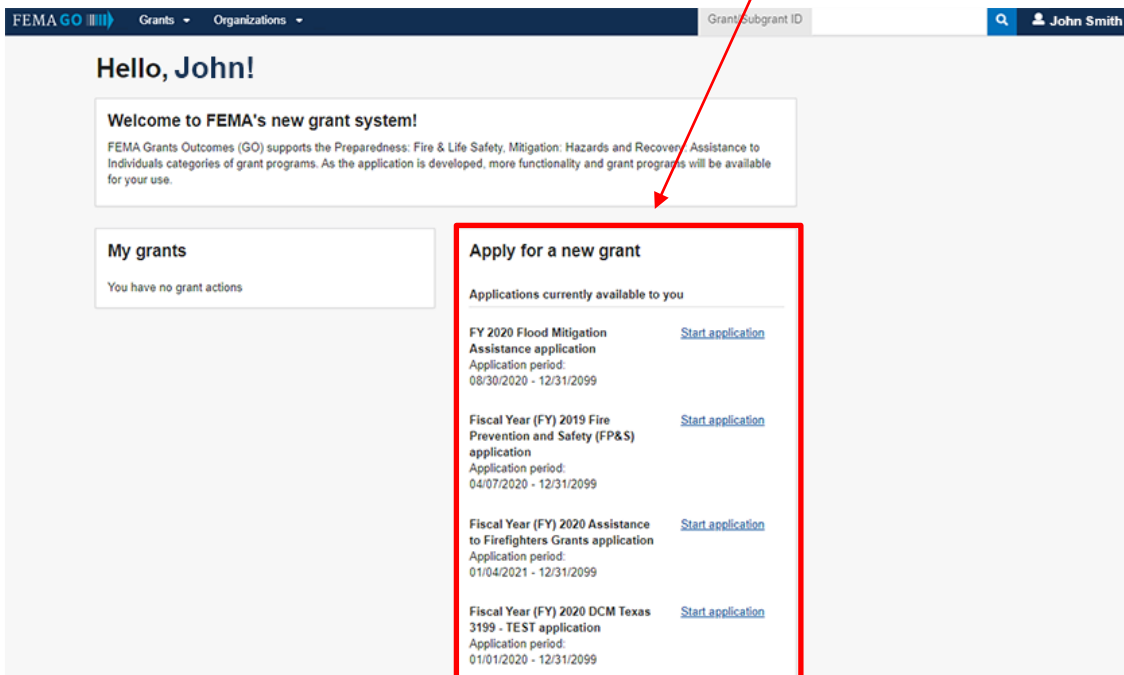 FEMA GO Grants Organizations Grant/Subgrant ID John Smith
Hello, John!
Welcome to FEMA's new grant system!
FEMA Grants Outcomes (GO) supports the Preparedness: Fire & Life Safety, Mitigation: Hazards and Recovery: Assistance to
Individuals categories of grant programs. As the application is developed, more functionality and grant programs will be available
for your use.
My grants
You have no grant actions
Apply for a new grant
Applications currently available to you
FY 2020 Flood Mitigation Start application
Assistance application
Application period:
08/30/2020 - 12/31/2099
Fiscal Year (FY) 2019 Fire Start application
Prevention and Safety (FP&S)
application
Application period:
04/07/2020 - 12/31/2099
Fiscal Year (FY) 2020 Assistance Start application
to Firefighters Grants application
Application period:
01/04/2021 - 12/31/2099
Fiscal Year (FY) 2020 DCM Texas Start application
3199 - TEST application
Application period:
01/01/2020 - 12/31/2099